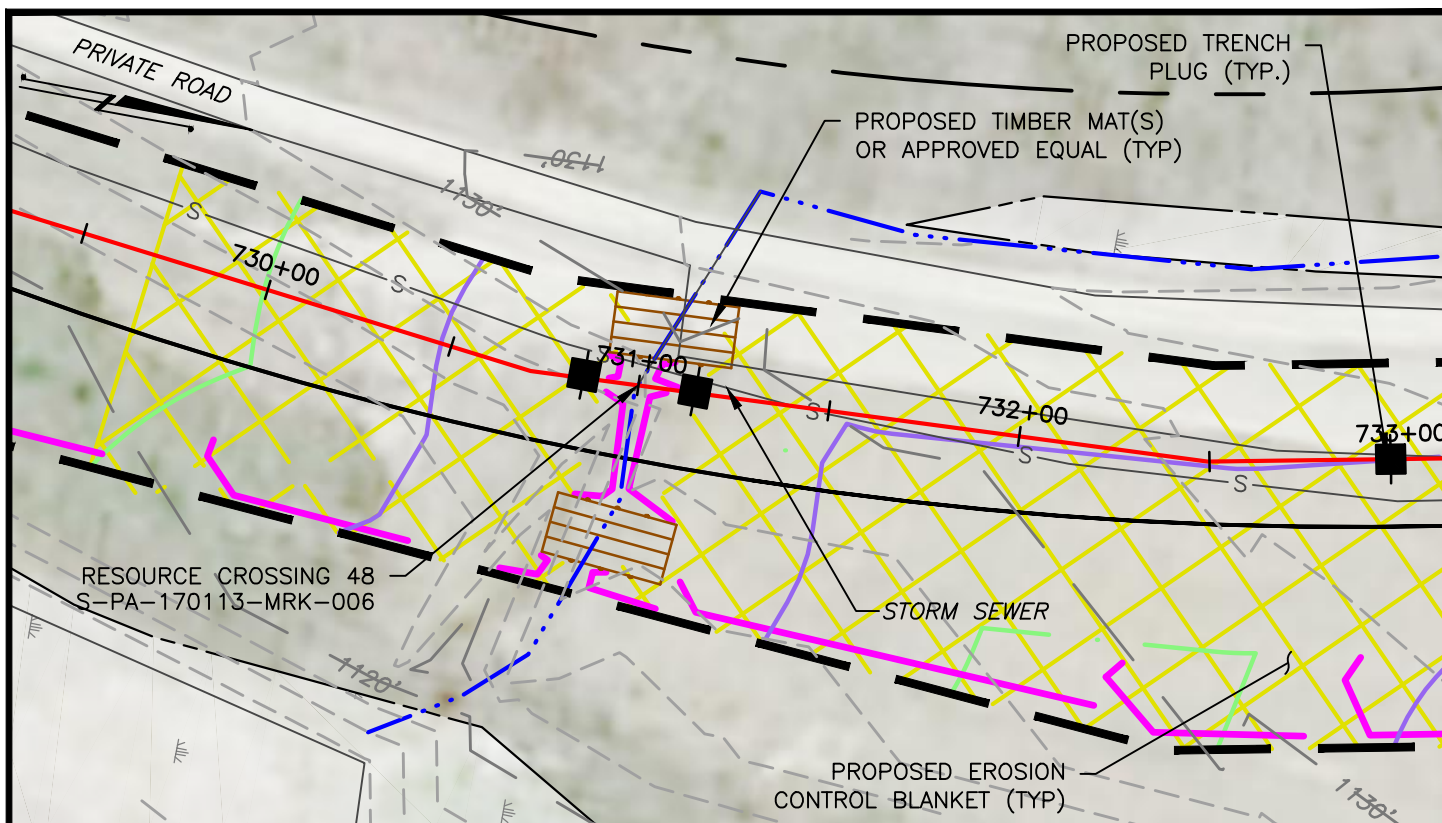 PROPOSED TRENCH
PLUG (TYP.)
PRIVATE ROAD
PROPOSED TIMBER MAT(S)
OR APPROVED EQUAL (TYP)
1130'
1130'
S
730+00
S
731+00
S
732+00
733+00
S
S
S
RESOURCE CROSSING 48
S-PA-170113-MRK-006
STORM SEWER
1120'
PROPOSED EROSION
CONTROL BLANKET (TYP)
1130'